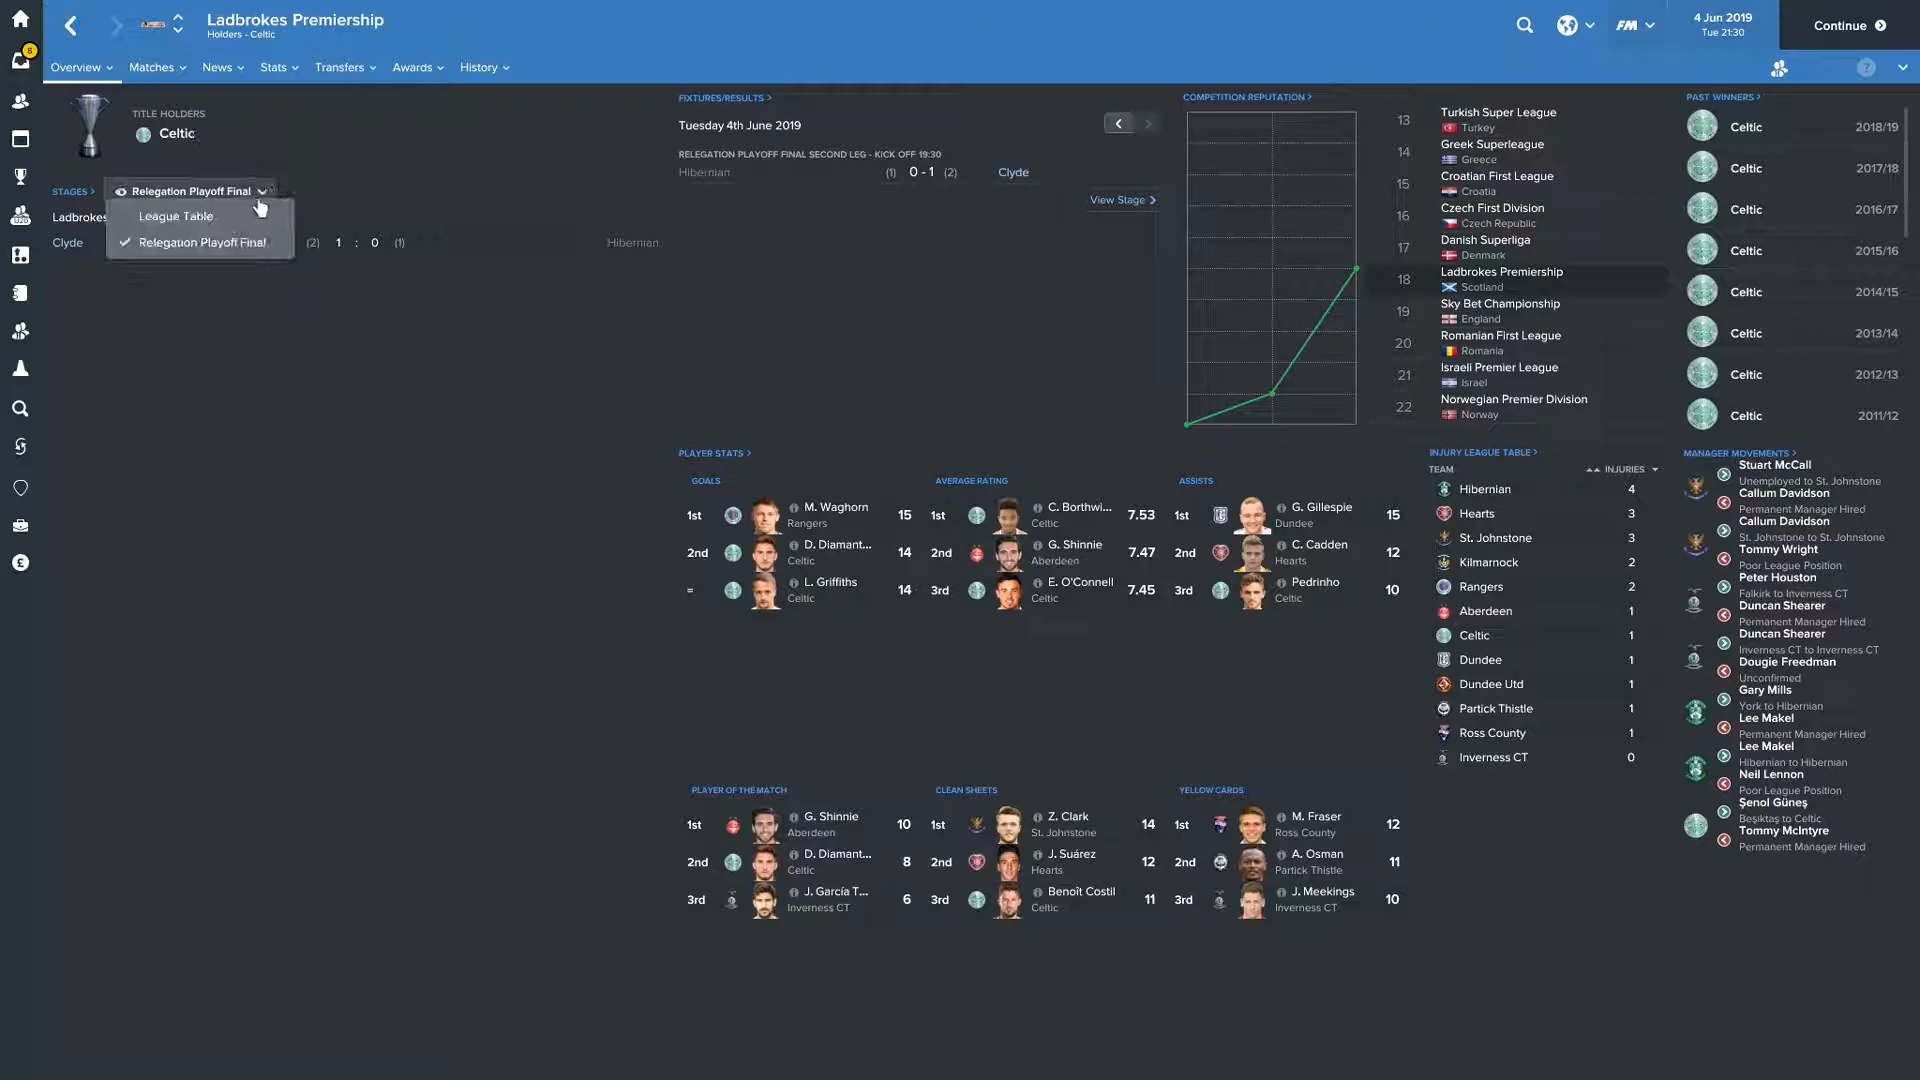 Ladbrokes Premiership
Holders - Celtic
4 Jun 2019
Tue 21:30
Continue
FM
8
Overview
Matches
News
Stats
Transfers
Awards
History
?
TITLE HOLDERS
Celtic
STAGES >
Relegation Playoff Final
League Table
Relegation Playoff Final
Ladbrokes
Clyde (2) 1 : 0 (1) Hibernian
FIXTURES/RESULTS >
Tuesday 4th June 2019
RELEGATION PLAYOFF FINAL SECOND LEG - KICK OFF 19:30
Hibernian (1) 0 - 1 (2) Clyde
View Stage >
COMPETITION REPUTATION >
13 Turkish Super League
Turkey
14 Greek Superleague
Greece
15 Croatian First League
Croatia
16 Czech First Division
Czech Republic
17 Danish Superliga
Denmark
18 Ladbrokes Premiership
Scotland
19 Sky Bet Championship
England
20 Romanian First League
Romania
21 Israeli Premier League
Israel
22 Norwegian Premier Division
Norway
PAST WINNERS >
Celtic 2018/19
Celtic 2017/18
Celtic 2016/17
Celtic 2015/16
Celtic 2014/15
Celtic 2013/14
Celtic 2012/13
Celtic 2011/12
PLAYER STATS >
GOALS
1st M. Waghorn 15
Rangers
2nd D. Diamant... 14
Celtic
= L. Griffiths 14
Celtic
AVERAGE RATING
1st C. Borthwi... 7.53
Celtic
2nd G. Shinnie 7.47
Aberdeen
3rd E. O'Connell 7.45
Celtic
ASSISTS
1st G. Gillespie 15
Dundee
2nd C. Cadden 12
Hearts
3rd Pedrinho 10
Celtic
PLAYER OF THE MATCH
1st G. Shinnie 10
Aberdeen
2nd D. Diamant... 8
Celtic
3rd J. García T... 6
Inverness CT
CLEAN SHEETS
1st Z. Clark 14
St. Johnstone
2nd J. Suárez 12
Hearts
3rd Benoît Costil 11
Celtic
YELLOW CARDS
1st M. Fraser 12
Ross County
2nd A. Osman 11
Partick Thistle
3rd J. Meekings 10
Inverness CT
INJURY LEAGUE TABLE >
TEAM INJURIES
Hibernian 4
Hearts 3
St. Johnstone 3
Kilmarnock 2
Rangers 2
Aberdeen 1
Celtic 1
Dundee 1
Dundee Utd 1
Partick Thistle 1
Ross County 1
Inverness CT 0
MANAGER MOVEMENTS >
Stuart McCall
Unemployed to St. Johnstone
Callum Davidson
Permanent Manager Hired
Callum Davidson
St. Johnstone to St. Johnstone
Tommy Wright
Poor League Position
Peter Houston
Falkirk to Inverness CT
Duncan Shearer
Permanent Manager Hired
Duncan Shearer
Inverness CT to Inverness CT
Dougie Freedman
Unconfirmed
Gary Mills
York to Hibernian
Lee Makel
Permanent Manager Hired
Lee Makel
Hibernian to Hibernian
Neil Lennon
Poor League Position
Şenol Güneş
Beşiktaş to Celtic
Tommy McIntyre
Permanent Manager Hired